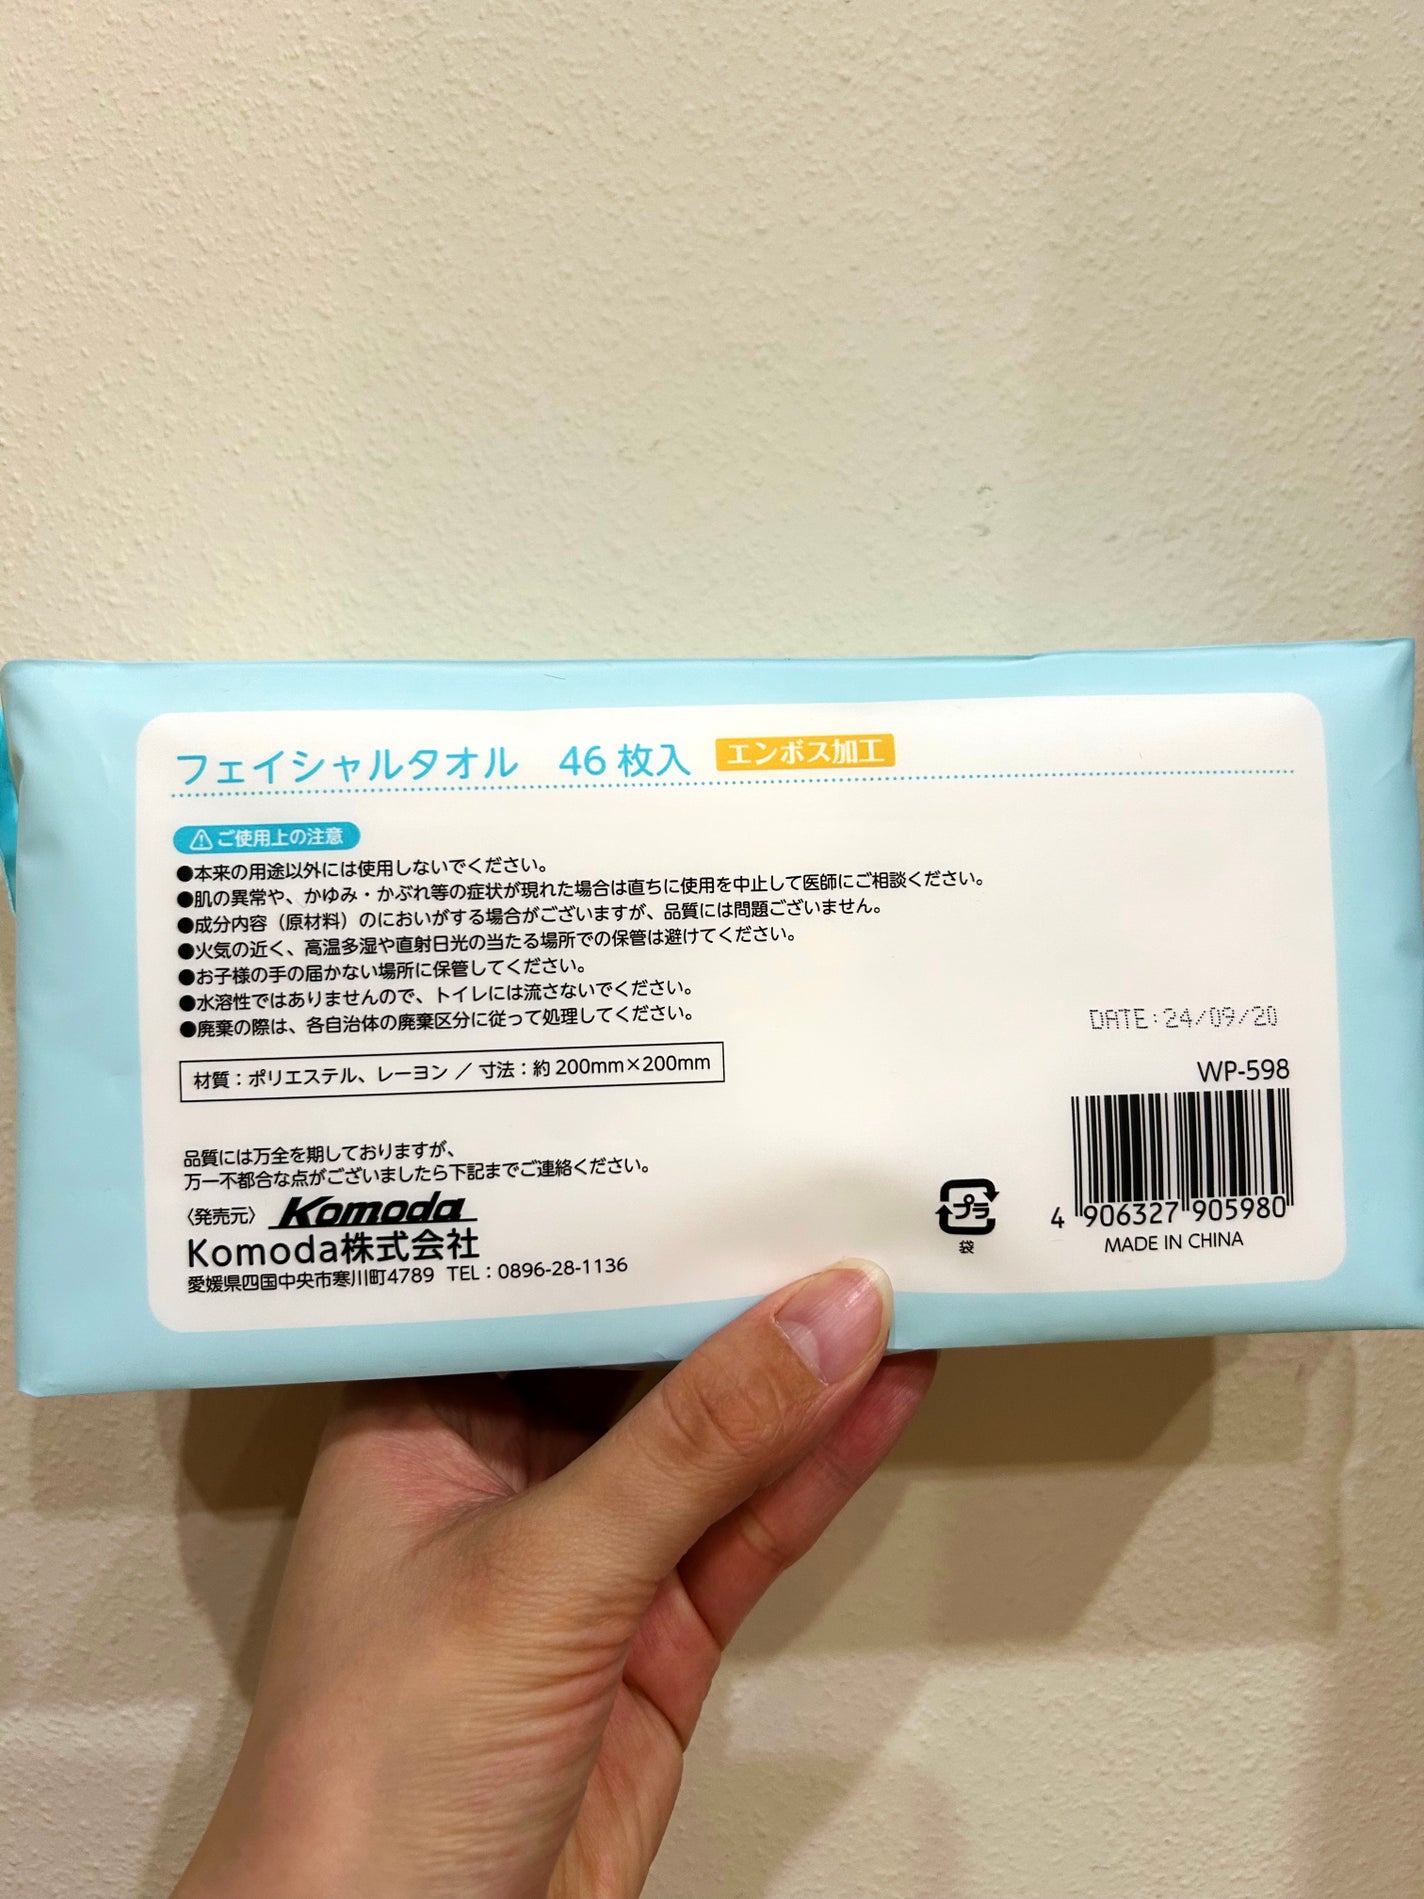 フェイシャルタオル 46枚入 エンボス加工
ご使用上の注意
●本来の用途以外には使用しないでください。
●肌の異常や、かゆみ・かぶれ等の症状が現れた場合は直ちに使用を中止して医師にご相談ください。
●成分内容（原材料）のにおいがする場合がございますが、品質には問題ございません。
●火気の近く、高温多湿や直射日光の当たる場所での保管は避けてください。
●お子様の手の届かない場所に保管してください。
●水溶性ではありませんので、トイレには流さないでください。
●廃棄の際は、各自治体の廃棄区分に従って処理してください。
材質：ポリエステル、レーヨン ／ 寸法：約 200mm×200mm
品質には万全を期しておりますが、
万一不都合な点がございましたら下記までご連絡ください。
〈発売元〉 Komoda
Komoda株式会社
愛媛県四国中央市寒川町4789 TEL：0896-28-1136
プラ
袋
DATE:24/09/20
WP-598
4 906327 905980
MADE IN CHINA